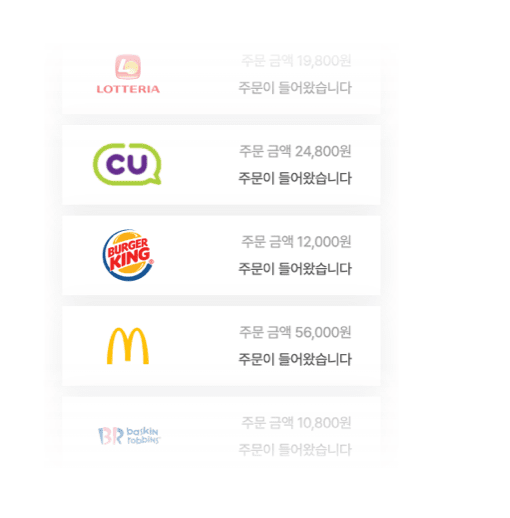 주문 금액 19,800원
LOTTERIA
주문이 들어왔습니다
CU
주문 금액 24,800원
주문이 들어왔습니다
BURGER
KING
주문 금액 12,000원
주문이 들어왔습니다
주문 금액 56,000원
주문이 들어왔습니다
BR baskin
robbins
주문 금액 10,800원
주문이 들어왔습니다